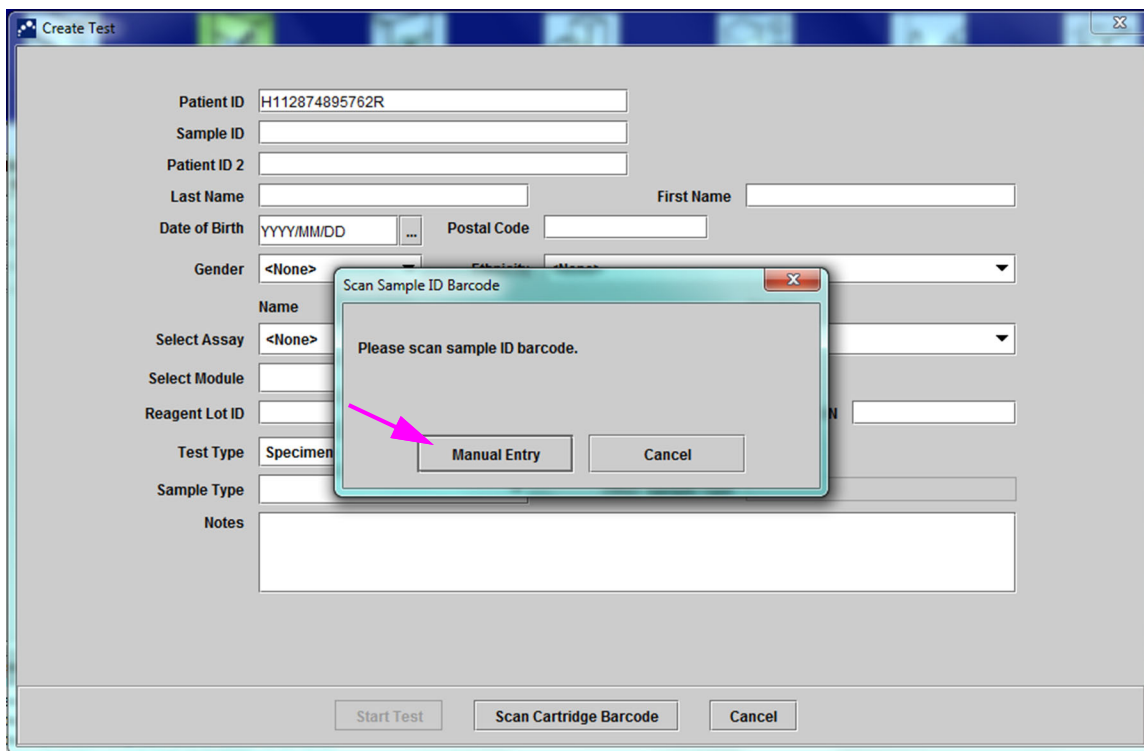 Create Test
Patient ID H112874895762R
Sample ID
Patient ID 2
Last Name First Name
Date of Birth YYYY/MM/DD ... Postal Code
Gender <None>
Scan Sample ID Barcode
Name
Select Assay <None>
Please scan sample ID barcode.
Select Module
Reagent Lot ID N
Test Type Specimen
Manual Entry Cancel
Sample Type
Notes
Start Test Scan Cartridge Barcode Cancel